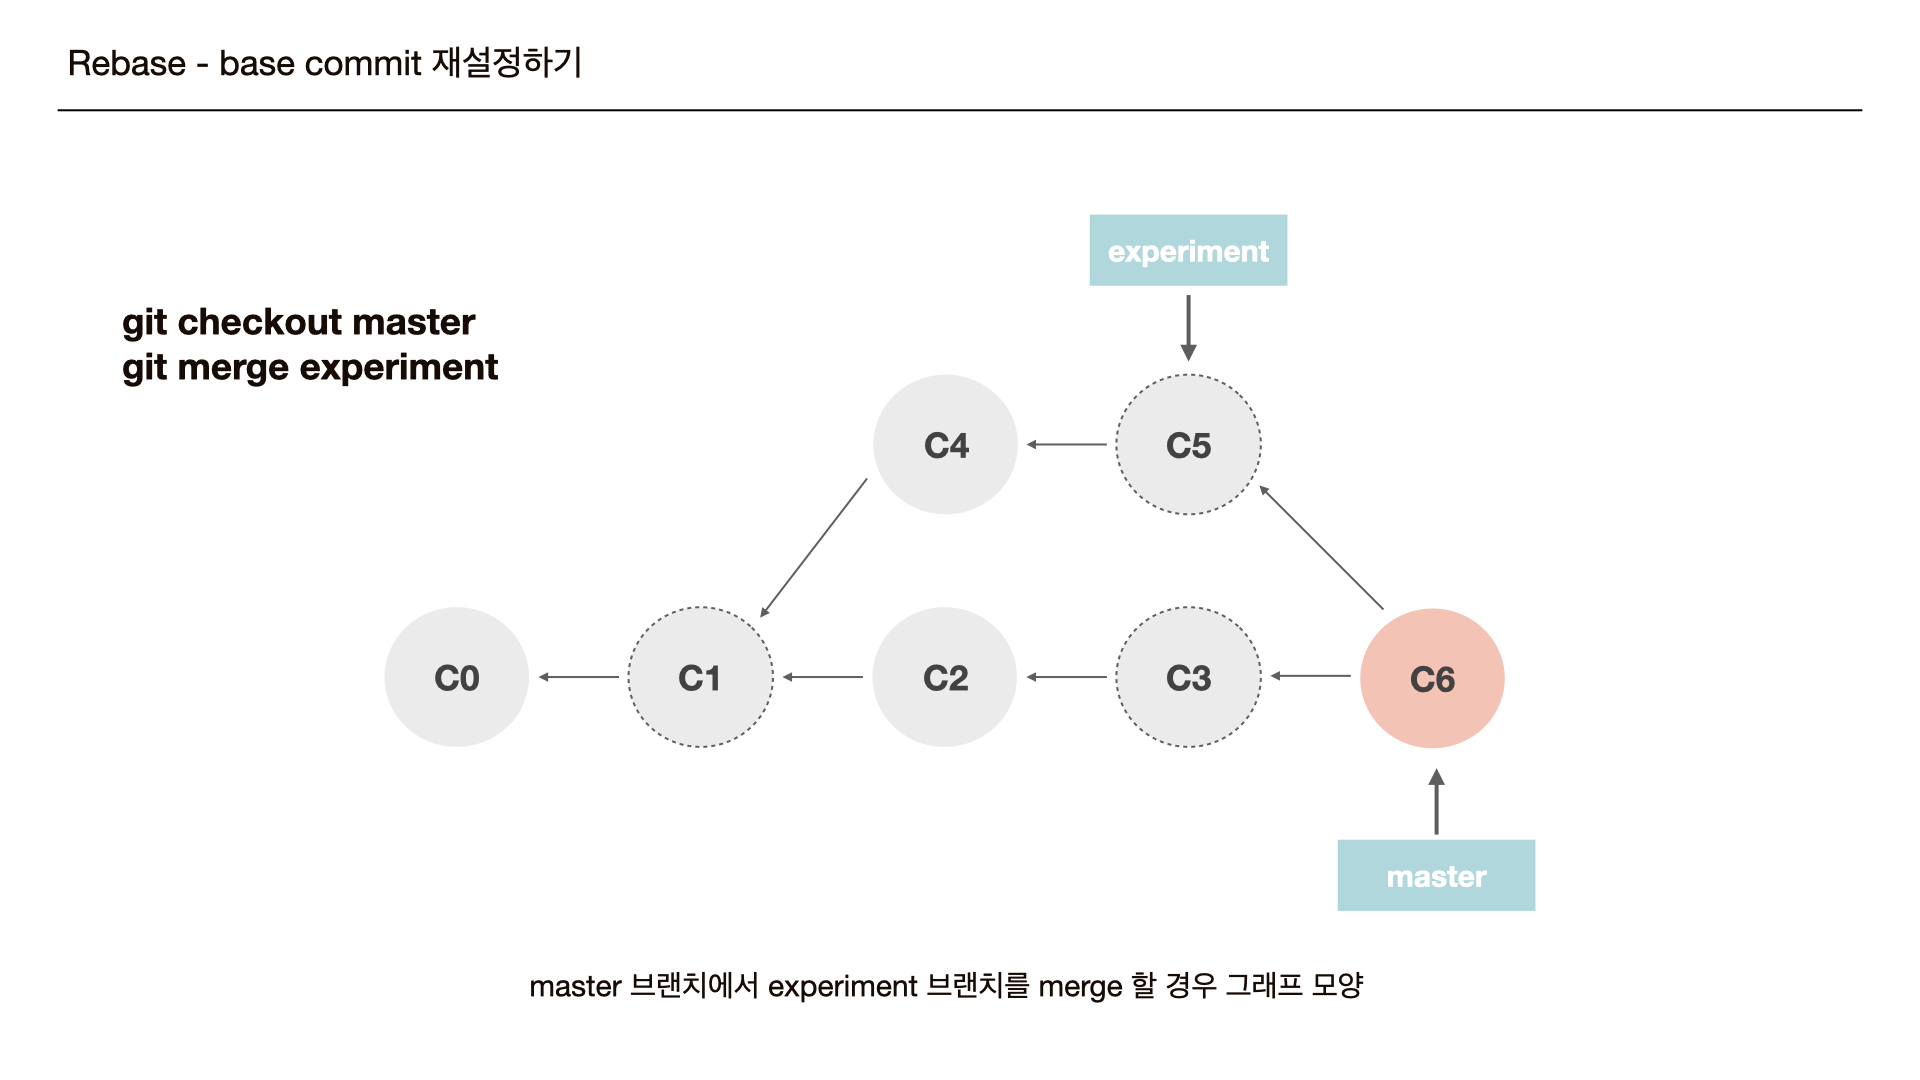 Rebase - base commit 재설정하기
experiment
git checkout master
git merge experiment
C4
C5
C0
C1
C2
C3
C6
master
master 브랜치에서 experiment 브랜치를 merge 할 경우 그래프 모양